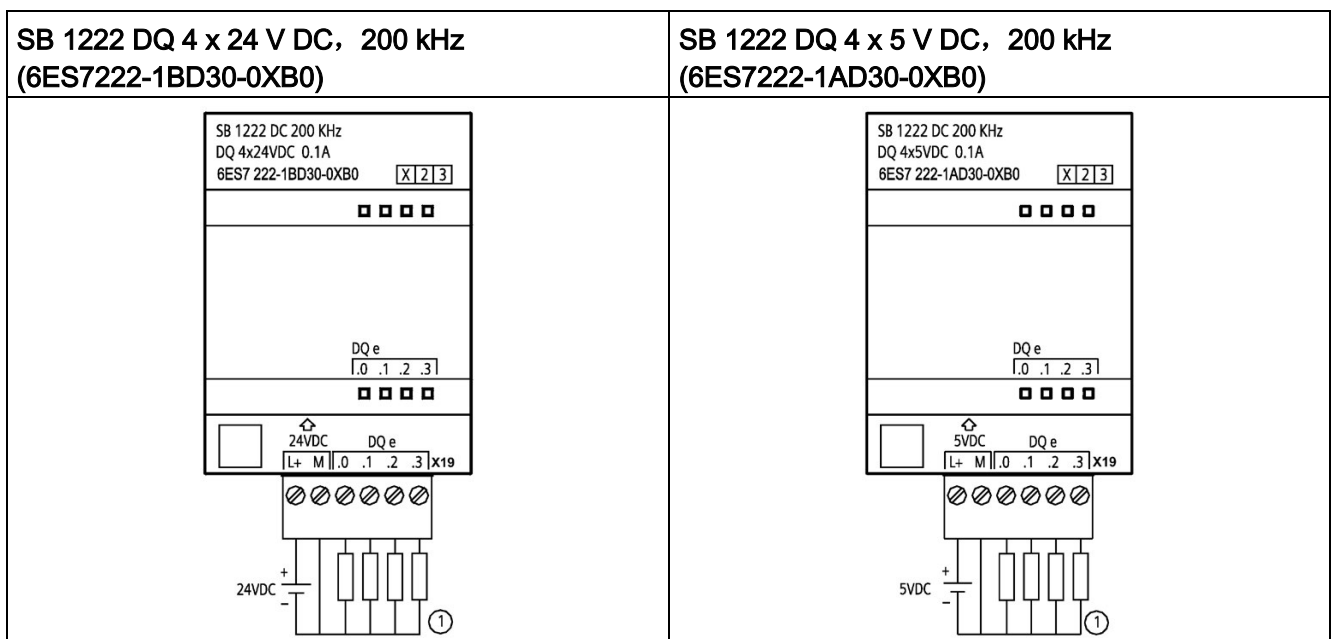 SB 1222 DQ 4 x 24 V DC，200 kHz
(6ES7222-1BD30-0XB0)
SB 1222 DQ 4 x 5 V DC，200 kHz
(6ES7222-1AD30-0XB0)
SB 1222 DC 200 KHz
DQ 4x24VDC 0.1A
6ES7 222-1BD30-0XB0 X 2 3
DQ e
.0 .1 .2 .3
24VDC DQ e
L+ M .0 .1 .2 .3 X19
+
24VDC
–
1
SB 1222 DC 200 KHz
DQ 4x5VDC 0.1A
6ES7 222-1AD30-0XB0 X 2 3
DQ e
.0 .1 .2 .3
5VDC DQ e
L+ M .0 .1 .2 .3 X19
+
5VDC
–
1